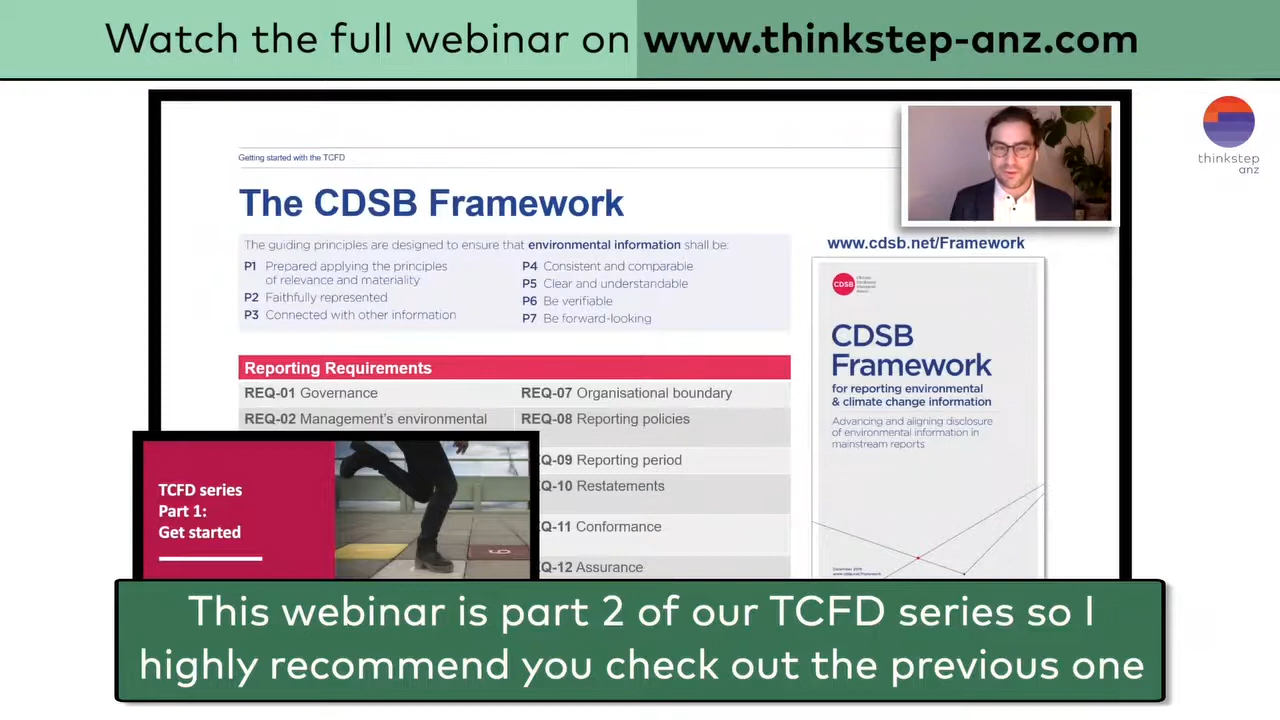 Watch the full webinar on www.thinkstep-anz.com
thinkstep
anz
Getting started with the TCFD
The CDSB Framework
The guiding principles are designed to ensure that environmental information shall be:
P1 Prepared applying the principles
of relevance and materiality
P2 Faithfully represented
P3 Connected with other information
P4 Consistent and comparable
P5 Clear and understandable
P6 Be verifiable
P7 Be forward-looking
Reporting Requirements
REQ-01 Governance
REQ-02 Management's environmental
REQ-07 Organisational boundary
REQ-08 Reporting policies
Q-09 Reporting period
Q-10 Restatements
Q-11 Conformance
Q-12 Assurance
www.cdsb.net/Framework
CDSB
CDSB
Framework
for reporting environmental
& climate change information
Advancing and aligning disclosure
of environmental information in
mainstream reports
www.cdsb.net/Framework
TCFD series
Part 1:
Get started
This webinar is part 2 of our TCFD series so I
highly recommend you check out the previous one